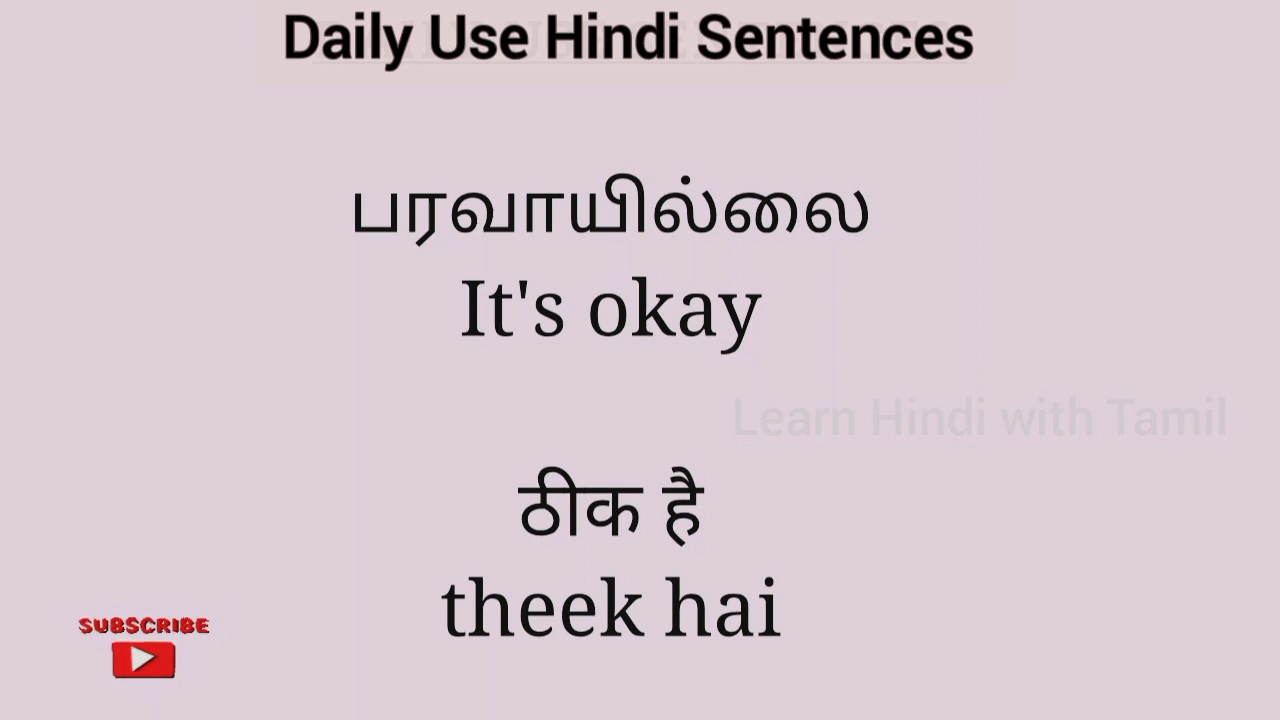 Daily Use Hindi Sentences
பரவாயில்லை
It's okay
Learn Hindi with Tamil
ठीक है
theek hai
SUBSCRIBE